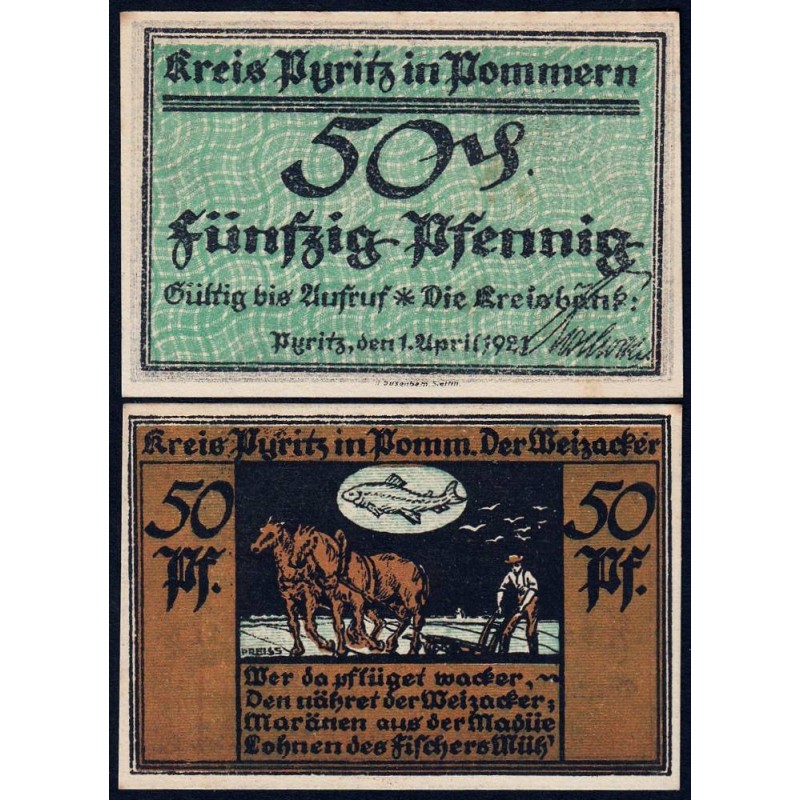 Kreis Pyritz in Pommern
50 Pf.
Fünfzig Pfennig
Gültig bis Aufruf * Die Kreisbank:
Pyritz, den 1. April 1921
Kreis Pyritz in Pomm. Der Weizacker
50 Pf.
50 Pf.
PREISS
Wer da pflüget wacker,
Den nähret der Weizacker;
Maränen aus der Madüe
Lohnen des Fischers Müh'